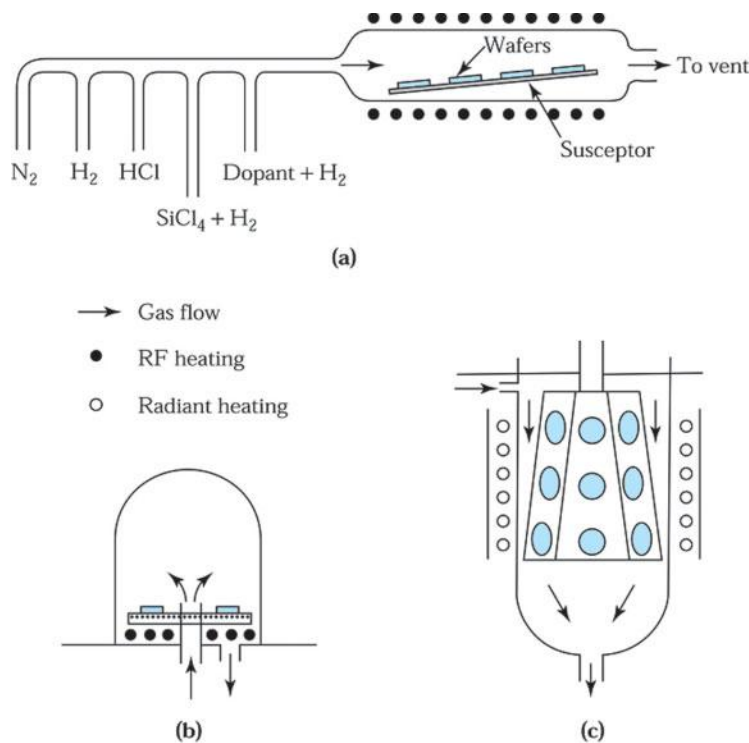 Wafers
To vent
Susceptor
N₂ H₂ HCl Dopant + H₂
SiCl₄ + H₂
(a)
Gas flow
RF heating
Radiant heating
(b)
(c)